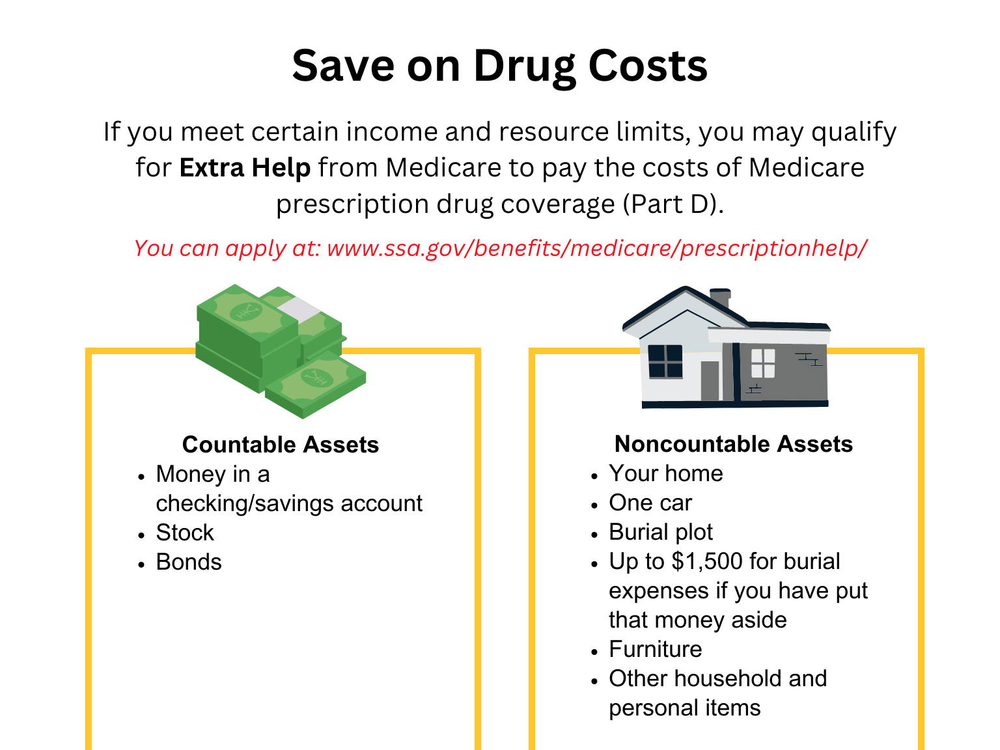 Save on Drug Costs
If you meet certain income and resource limits, you may qualify
for Extra Help from Medicare to pay the costs of Medicare
prescription drug coverage (Part D).
You can apply at: www.ssa.gov/benefits/medicare/prescriptionhelp/
Countable Assets
• Money in a
checking/savings account
• Stock
• Bonds
Noncountable Assets
• Your home
• One car
• Burial plot
• Up to $1,500 for burial
expenses if you have put
that money aside
• Furniture
• Other household and
personal items